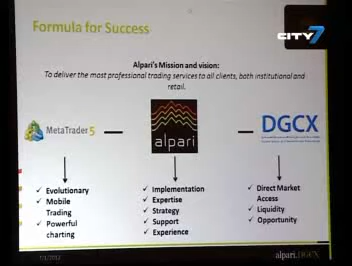 Formula for Success
CITY7
Alpari's Mission and vision:
To deliver the most professional trading services to all clients, both institutional and
retail.
MetaTrader 5
alpari
DGCX
✓ Evolutionary
✓ Mobile
Trading
✓ Powerful
charting
✓ Implementation
✓ Expertise
✓ Strategy
✓ Support
✓ Experience
✓ Direct Market
Access
✓ Liquidity
✓ Opportunity
alpari.DGCX